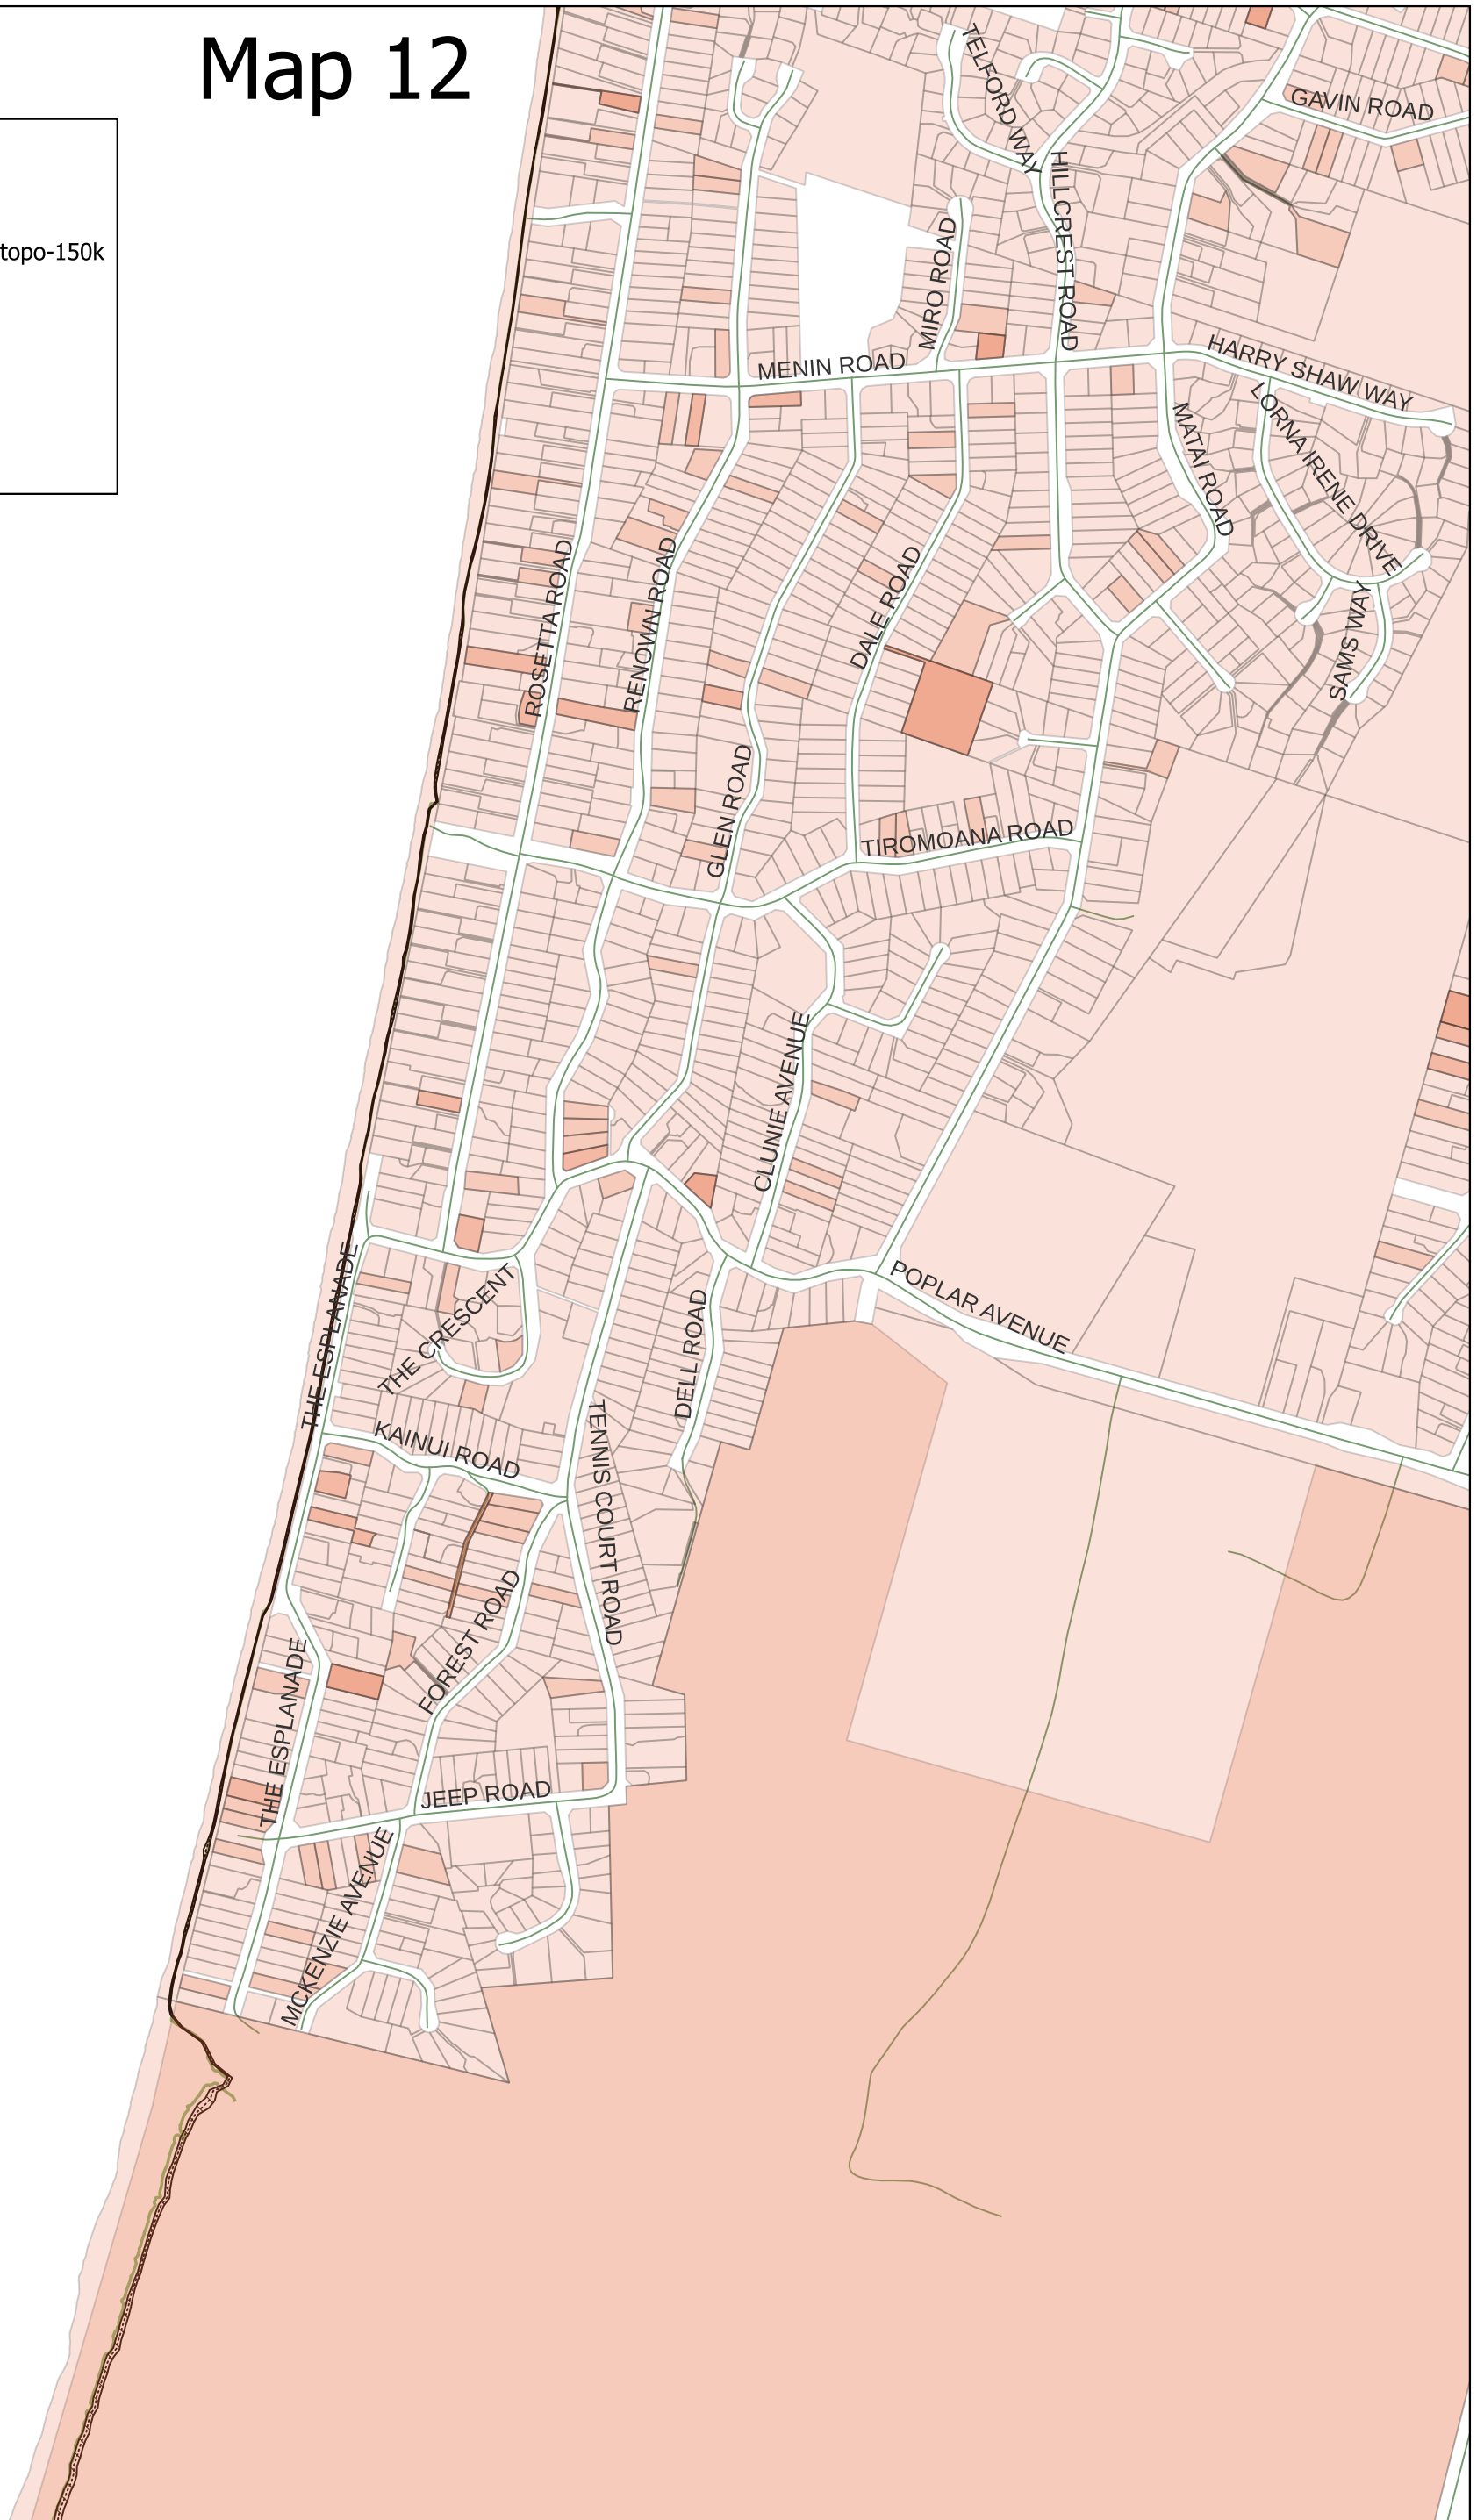 Map 12
topo-150k
TELFORD WAY
GAVIN ROAD
HILLCREST ROAD
MIRO ROAD
MENIN ROAD
HARRY SHAW WAY
LORNA IRENE DRIVE
MATAI ROAD
ROSETTA ROAD
RENOWN ROAD
DALE ROAD
SAMS WAY
GLEN ROAD
TIROMOANA ROAD
CLUNIE AVENUE
THE ESPLANADE
THE CRESCENT
POPLAR AVENUE
DELL ROAD
KAINUI ROAD
TENNIS COURT ROAD
FOREST ROAD
THE ESPLANADE
JEEP ROAD
MCKENZIE AVENUE